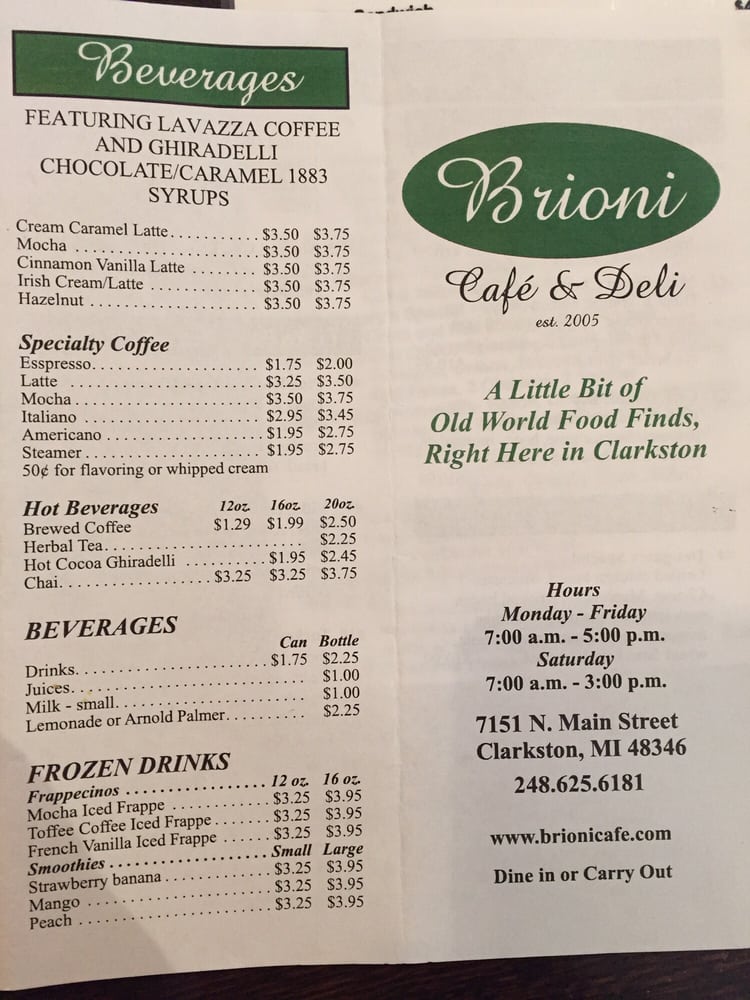 Sandwich
Beverages
FEATURING LAVAZZA COFFEE
AND GHIRADELLI
CHOCOLATE/CARAMEL 1883
SYRUPS
Cream Caramel Latte. . . . . . . . . . . $3.50 $3.75
Mocha . . . . . . . . . . . . . . . . . . . . . . $3.50 $3.75
Cinnamon Vanilla Latte . . . . . . . . $3.50 $3.75
Irish Cream/Latte . . . . . . . . . . . . . $3.50 $3.75
Hazelnut . . . . . . . . . . . . . . . . . . . . $3.50 $3.75
Specialty Coffee
Esspresso. . . . . . . . . . . . . . . . . . . . $1.75 $2.00
Latte . . . . . . . . . . . . . . . . . . . . . . . $3.25 $3.50
Mocha . . . . . . . . . . . . . . . . . . . . . . $3.50 $3.75
Italiano . . . . . . . . . . . . . . . . . . . . . $2.95 $3.45
Americano . . . . . . . . . . . . . . . . . . $1.95 $2.75
Steamer . . . . . . . . . . . . . . . . . . . . . $1.95 $2.75
50¢ for flavoring or whipped cream
Hot Beverages 12oz. 16oz. 20oz.
Brewed Coffee $1.29 $1.99 $2.50
Herbal Tea. . . . . . . . . . . . . . . . . . . . . . . $2.25
Hot Cocoa Ghiradelli . . . . . . . . . . $1.95 $2.45
Chai. . . . . . . . . . . . . . . . . $3.25 $3.25 $3.75
BEVERAGES
Can Bottle
Drinks. . . . . . . . . . . . . . . . . . . . . . . $1.75 $2.25
Juices. . . . . . . . . . . . . . . . . . . . . . . . . . . $1.00
Milk - small. . . . . . . . . . . . . . . . . . . . . . $1.00
Lemonade or Arnold Palmer. . . . . . . . . . $2.25
FROZEN DRINKS
Frappecinos . . . . . . . . . . . . . . . . . 12 oz. 16 oz.
Mocha Iced Frappe . . . . . . . . . . . . $3.25 $3.95
Toffee Coffee Iced Frappe . . . . . . . $3.25 $3.95
French Vanilla Iced Frappe . . . . . . $3.25 $3.95
Smoothies . . . . . . . . . . . . . . . . . . . Small Large
Strawberry banana . . . . . . . . . . . . . $3.25 $3.95
Mango . . . . . . . . . . . . . . . . . . . . . . $3.25 $3.95
Peach . . . . . . . . . . . . . . . . . . . . . . . $3.25 $3.95
Brioni
Café & Deli
est. 2005
A Little Bit of
Old World Food Finds,
Right Here in Clarkston
Hours
Monday - Friday
7:00 a.m. - 5:00 p.m.
Saturday
7:00 a.m. - 3:00 p.m.
7151 N. Main Street
Clarkston, MI 48346
248.625.6181
www.brionicafe.com
Dine in or Carry Out